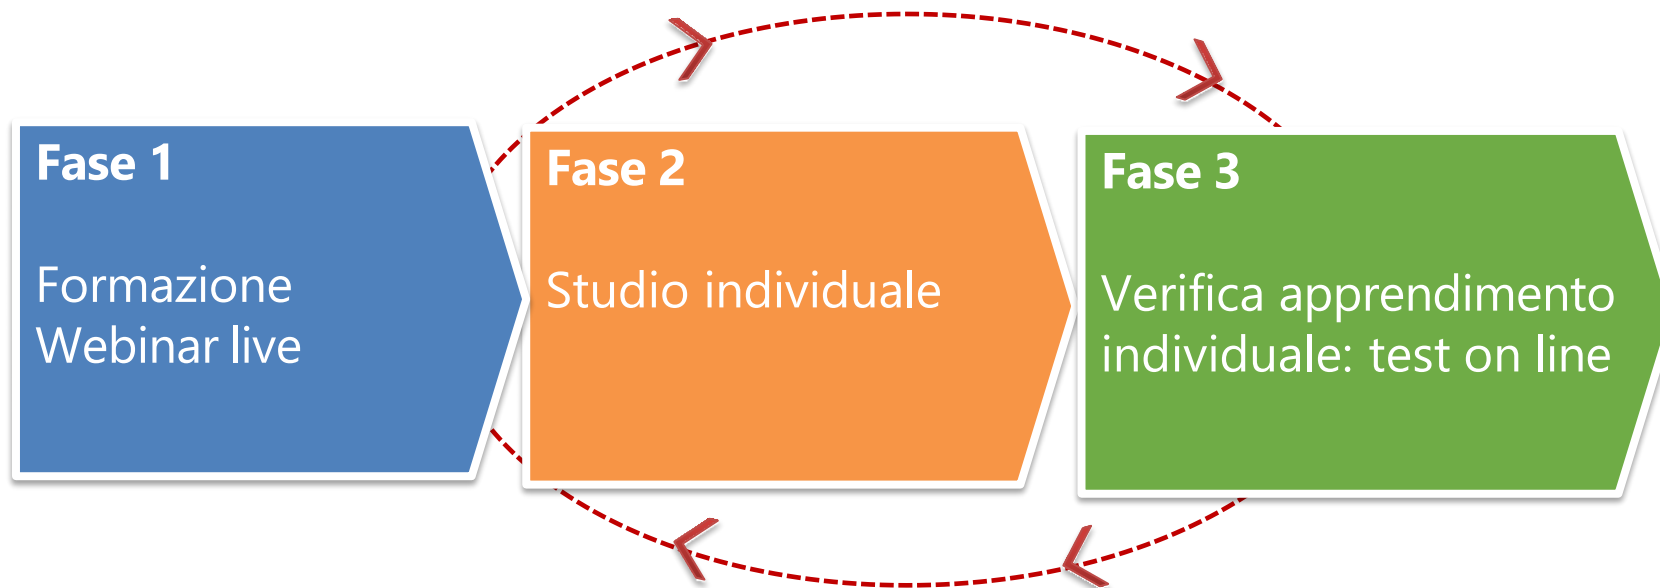 Fase 1
Formazione
Webinar live
Fase 2
Studio individuale
Fase 3
Verifica apprendimento
individuale: test on line